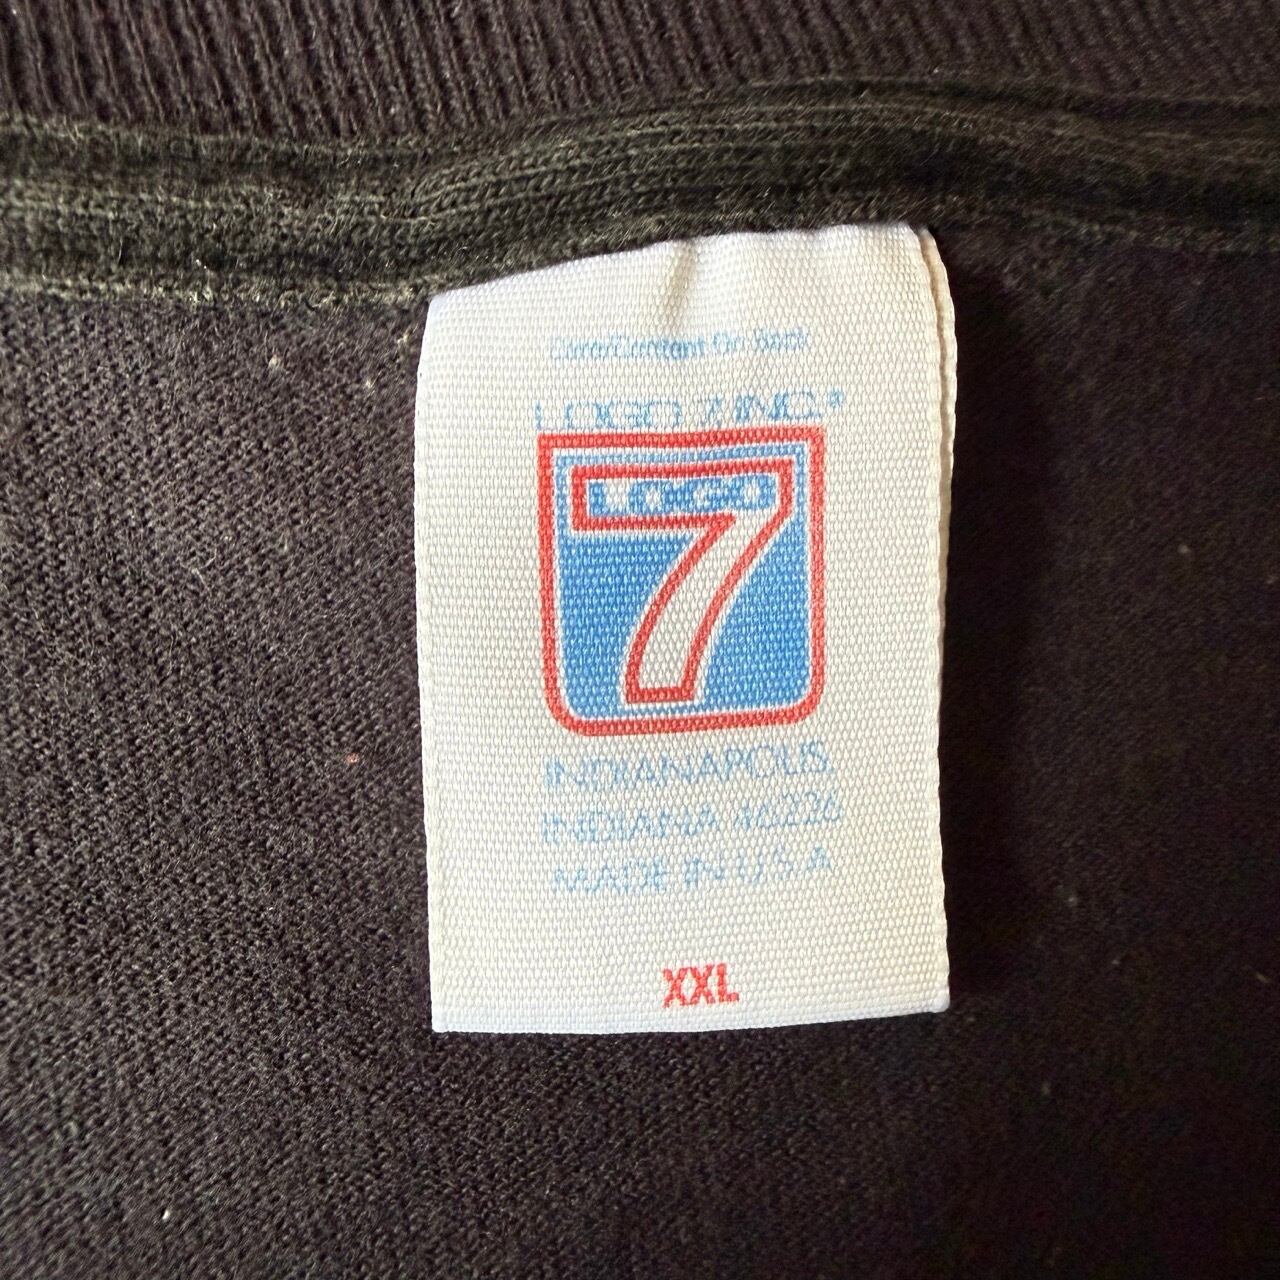 Care/Content On Back
LOGO 7 INC.®
LOGO
7
INDIANAPOLIS,
INDIANA 46226
MADE IN U.S.A
XXL